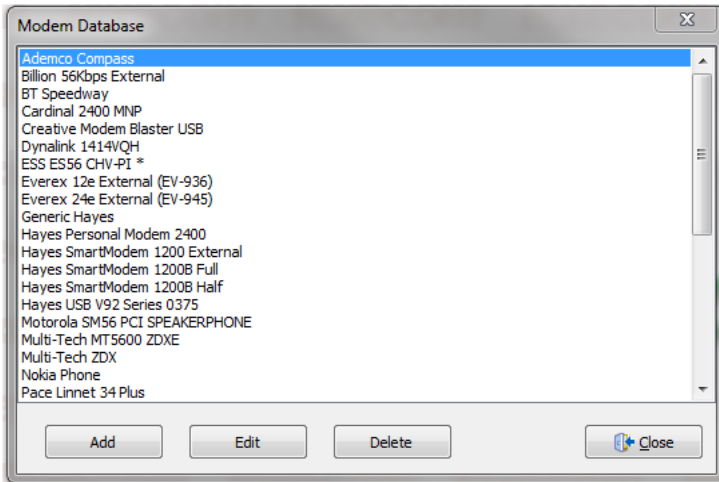 Modem Database
Ademco Compass
Billion 56Kbps External
BT Speedway
Cardinal 2400 MNP
Creative Modem Blaster USB
Dynalink 1414VQH
ESS ES56 CHV-PI *
Everex 12e External (EV-936)
Everex 24e External (EV-945)
Generic Hayes
Hayes Personal Modem 2400
Hayes SmartModem 1200 External
Hayes SmartModem 1200B Full
Hayes SmartModem 1200B Half
Hayes USB V92 Series 0375
Motorola SM56 PCI SPEAKERPHONE
Multi-Tech MT5600 ZDXE
Multi-Tech ZDX
Nokia Phone
Pace Linnet 34 Plus
Add Edit Delete Close